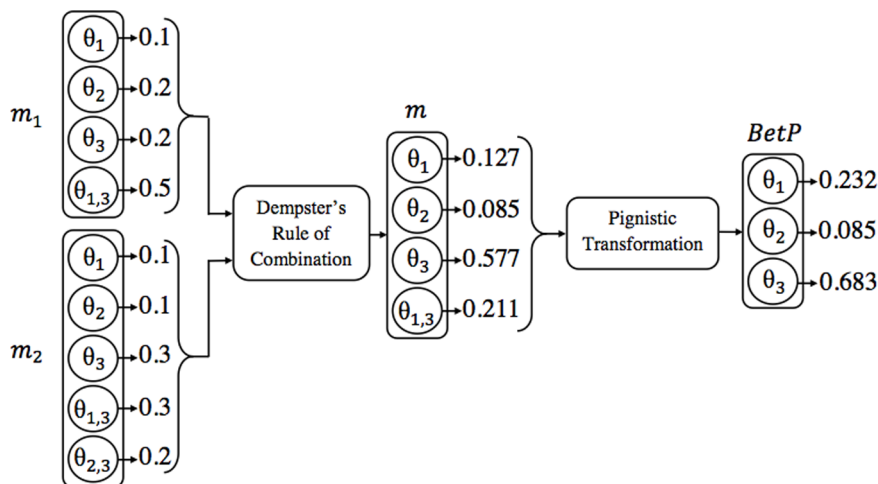 m₁
θ₁ 0.1
θ₂ 0.2
θ₃ 0.2
θ₁,₃ 0.5
m₂
θ₁ 0.1
θ₂ 0.1
θ₃ 0.3
θ₁,₃ 0.3
θ₂,₃ 0.2
Dempster's
Rule of
Combination
m
θ₁ 0.127
θ₂ 0.085
θ₃ 0.577
θ₁,₃ 0.211
Pignistic
Transformation
BetP
θ₁ 0.232
θ₂ 0.085
θ₃ 0.683